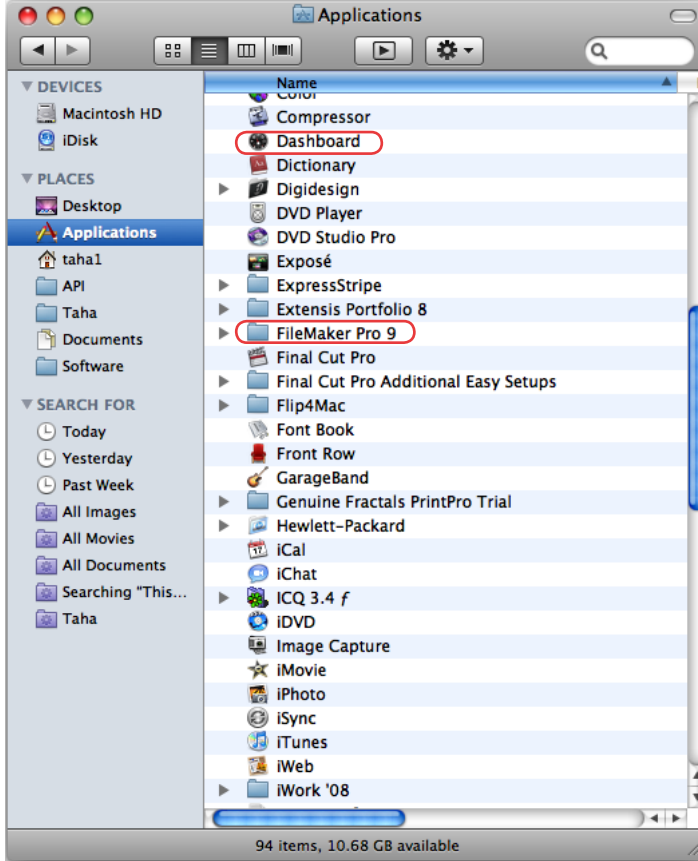 Applications
DEVICES
Macintosh HD
iDisk
PLACES
Desktop
Applications
taha1
API
Taha
Documents
Software
SEARCH FOR
Today
Yesterday
Past Week
All Images
All Movies
All Documents
Searching "This...
Taha
Name
Color
Compressor
Dashboard
Dictionary
Digidesign
DVD Player
DVD Studio Pro
Exposé
ExpressStripe
Extensis Portfolio 8
FileMaker Pro 9
Final Cut Pro
Final Cut Pro Additional Easy Setups
Flip4Mac
Font Book
Front Row
GarageBand
Genuine Fractals PrintPro Trial
Hewlett-Packard
iCal
iChat
ICQ 3.4 ƒ
iDVD
Image Capture
iMovie
iPhoto
iSync
iTunes
iWeb
iWork '08
94 items, 10.68 GB available